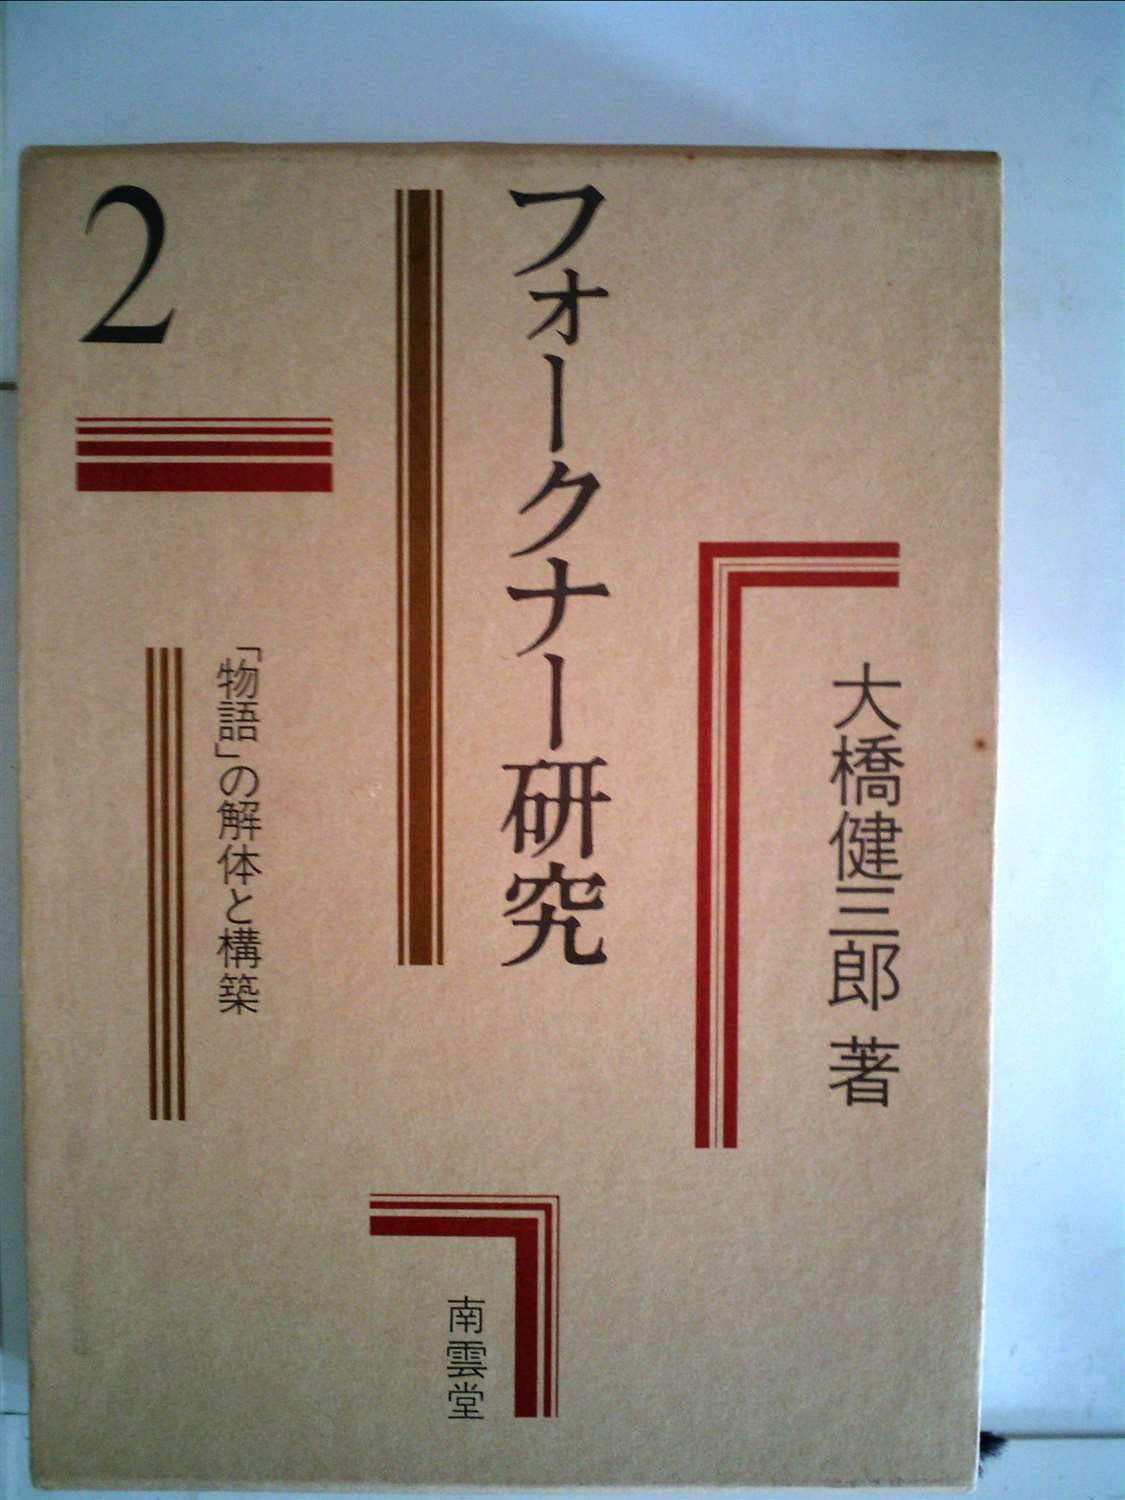 大橋健三郎 著
フォークナー研究
2
「物語」の解体と構築
南雲堂